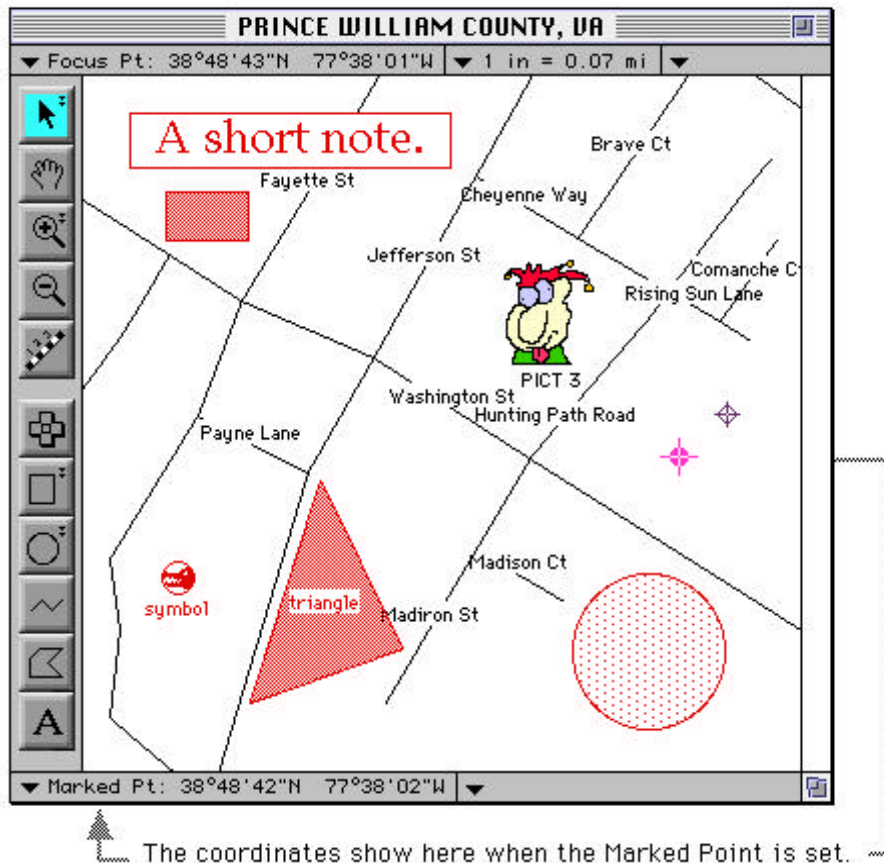 PRINCE WILLIAM COUNTY, VA
Focus Pt: 38°48'43"N 77°38'01"W 1 in = 0.07 mi
A short note.
Brave Ct
Fayette St
Cheyenne Way
Jefferson St
Comanche C
Rising Sun Lane
PICT 3
Washington St
Hunting Path Road
Payne Lane
Madison Ct
triangle
symbol
Madiron St
A
Marked Pt: 38°48'42"N 77°38'02"W
The coordinates show here when the Marked Point is set.